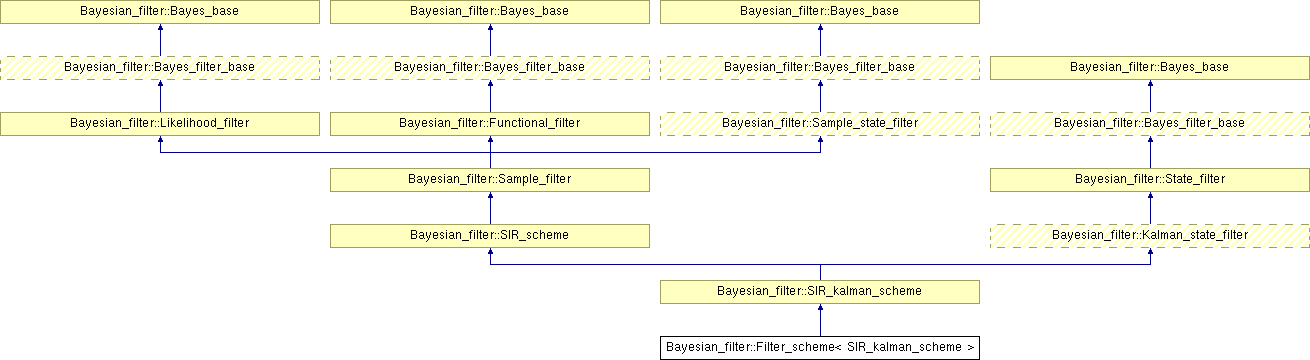 Bayesian_filter::Bayes_base
Bayesian_filter::Bayes_base
Bayesian_filter::Bayes_base
Bayesian_filter::Bayes_filter_base
Bayesian_filter::Bayes_filter_base
Bayesian_filter::Bayes_filter_base
Bayesian_filter::Bayes_base
Bayesian_filter::Likelihood_filter
Bayesian_filter::Functional_filter
Bayesian_filter::Sample_state_filter
Bayesian_filter::Bayes_filter_base
Bayesian_filter::Sample_filter
Bayesian_filter::State_filter
Bayesian_filter::SIR_scheme
Bayesian_filter::Kalman_state_filter
Bayesian_filter::SIR_kalman_scheme
Bayesian_filter::Filter_scheme< SIR_kalman_scheme >